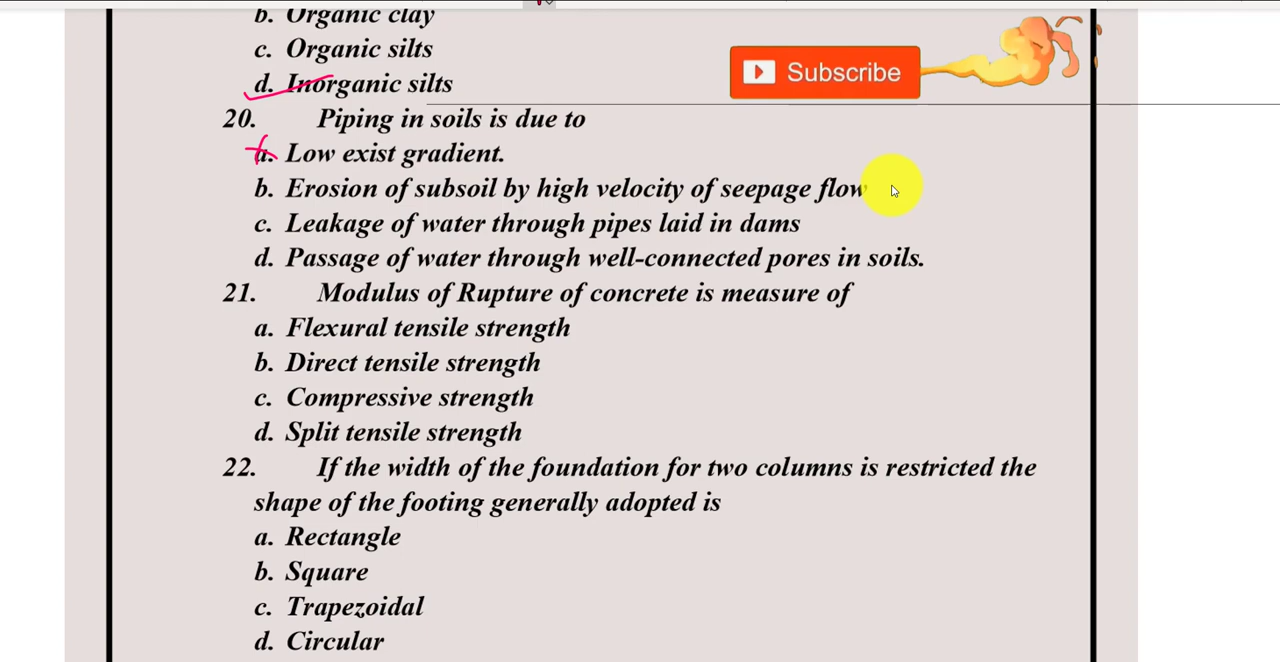 b. Organic clay
c. Organic silts
d. Inorganic silts
Subscribe
20. Piping in soils is due to
a. Low exist gradient.
b. Erosion of subsoil by high velocity of seepage flow
c. Leakage of water through pipes laid in dams
d. Passage of water through well-connected pores in soils.
21. Modulus of Rupture of concrete is measure of
a. Flexural tensile strength
b. Direct tensile strength
c. Compressive strength
d. Split tensile strength
22. If the width of the foundation for two columns is restricted the
shape of the footing generally adopted is
a. Rectangle
b. Square
c. Trapezoidal
d. Circular